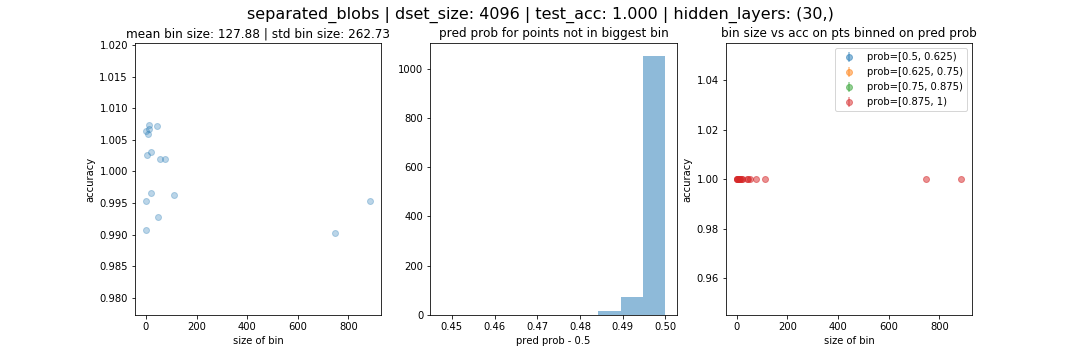 separated_blobs | dset_size: 4096 | test_acc: 1.000 | hidden_layers: (30,)
mean bin size: 127.88 | std bin size: 262.73
1.020
1.015
1.010
1.005
1.000
0.995
0.990
0.985
0.980
accuracy
0 200 400 600 800
size of bin
pred prob for points not in biggest bin
1000
800
600
400
200
0
0.45 0.46 0.47 0.48 0.49 0.50
pred prob - 0.5
bin size vs acc on pts binned on pred prob
prob=[0.5, 0.625)
prob=[0.625, 0.75)
prob=[0.75, 0.875)
prob=[0.875, 1)
1.04
1.02
1.00
0.98
0.96
accuracy
0 200 400 600 800
size of bin